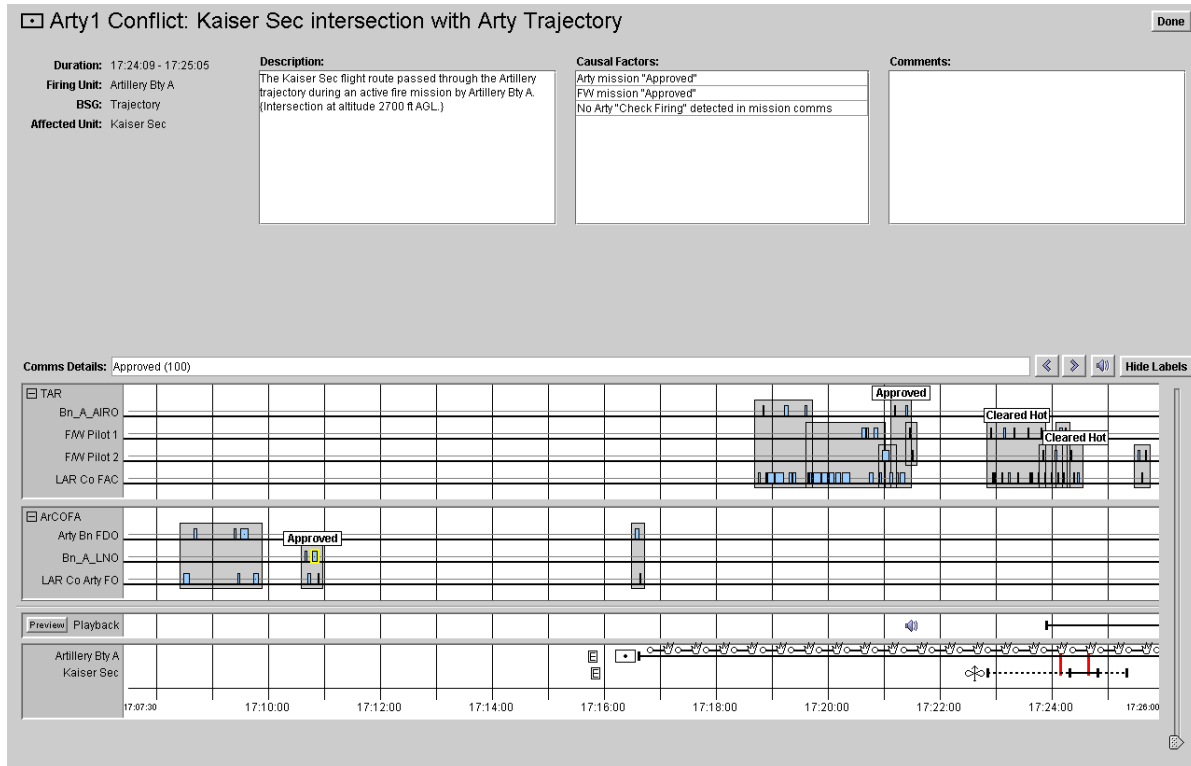 Arty1 Conflict: Kaiser Sec intersection with Arty Trajectory
Done
Duration: 17:24:09 - 17:25:05
Firing Unit: Artillery Bty A
BSG: Trajectory
Affected Unit: Kaiser Sec
Description:
The Kaiser Sec flight route passed through the Artillery
trajectory during an active fire mission by Artillery Bty A.
(Intersection at altitude 2700 ft AGL.)
Causal Factors:
Arty mission "Approved"
FW mission "Approved"
No Arty "Check Firing" detected in mission comms
Comments:
Comms Details: Approved (100)
Hide Labels
TAR
Bn_A_AIRO
F/W Pilot 1
F/W Pilot 2
LAR Co FAC
Approved
Cleared Hot
Cleared Hot
ArCOFA
Arty Bn FDO
Bn_A_LNO
LAR Co Arty FO
Approved
Preview Playback
Artillery Bty A
E
Kaiser Sec
E
17:07:30 17:10:00 17:12:00 17:14:00 17:16:00 17:18:00 17:20:00 17:22:00 17:24:00 17:26:00